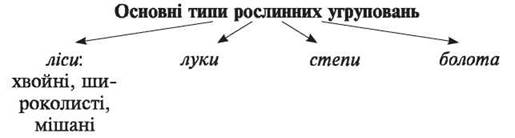 Основні типи рослинних угруповань
ліси: луки степи болота
хвойні, ши-
роколисті,
мішані